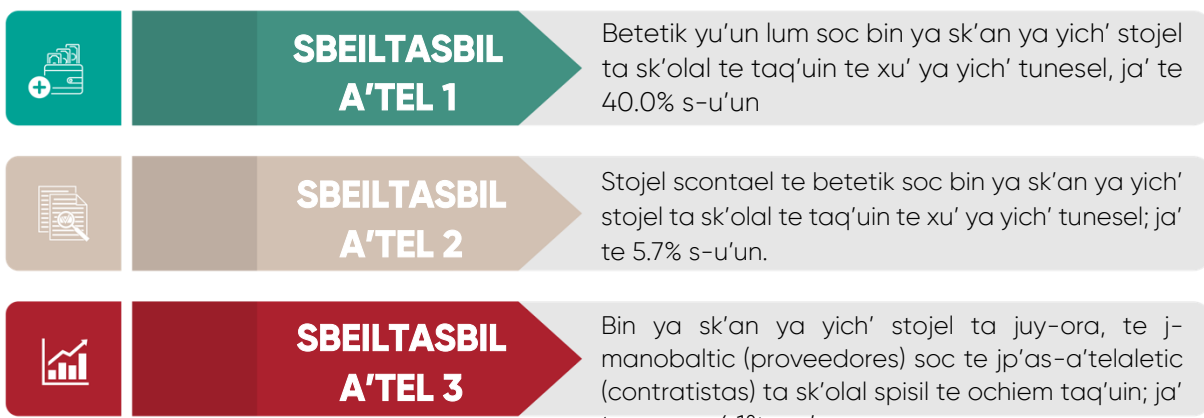 SBEILTASBIL
A'TEL 1
Betetik yu'un lum soc bin ya sk'an ya yich' stojel
ta sk'olal te taq'uin te xu' ya yich' tunesel, ja' te
40.0% s-u'un
SBEILTASBIL
A'TEL 2
Stojel scontael te betetik soc bin ya sk'an ya yich'
stojel ta sk'olal te taq'uin te xu' ya yich' tunesel; ja'
te 5.7% s-u'un.
SBEILTASBIL
A'TEL 3
Bin ya sk'an ya yich' stojel ta juy-ora, te j-
manobaltic (proveedores) soc te jp'as-a'telaletic
(contratistas) ta sk'olal spisil te ochiem taq'uin; ja'